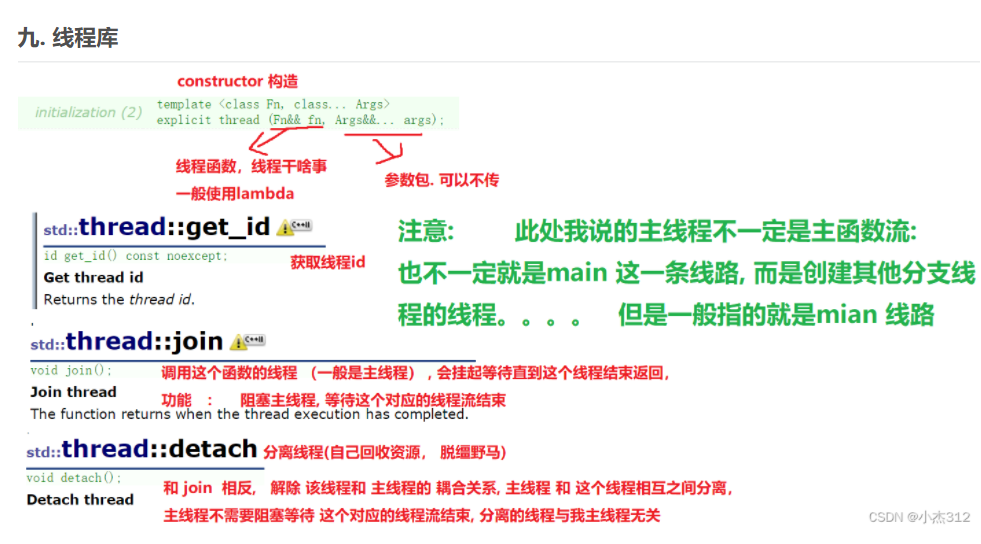 九. 线程库
constructor 构造
initialization (2)
template <class Fn, class... Args>
explicit thread (Fn&& fn, Args&&... args);
线程函数，线程干啥事
一般使用lambda
参数包. 可以不传
std::thread::get_id C++11
id get_id() const noexcept;
获取线程id
Get thread id
Returns the thread id.
注意: 此处我说的主线程不一定是主函数流:
也不一定就是main 这一条线路, 而是创建其他分支线
程的线程。。。。 但是一般指的就是mian 线路
std::thread::join C++11
void join();
调用这个函数的线程 （一般是主线程），会挂起等待直到这个线程结束返回，
Join thread
功能 ： 阻塞主线程, 等待这个对应的线程流结束
The function returns when the thread execution has completed.
std::thread::detach 分离线程(自己回收资源， 脱缰野马)
void detach();
Detach thread
和 join 相反， 解除 该线程和 主线程的 耦合关系, 主线程 和 这个线程相互之间分离，
主线程不需要阻塞等待 这个对应的线程流结束, 分离的线程与我主线程无关
CSDN @小杰312